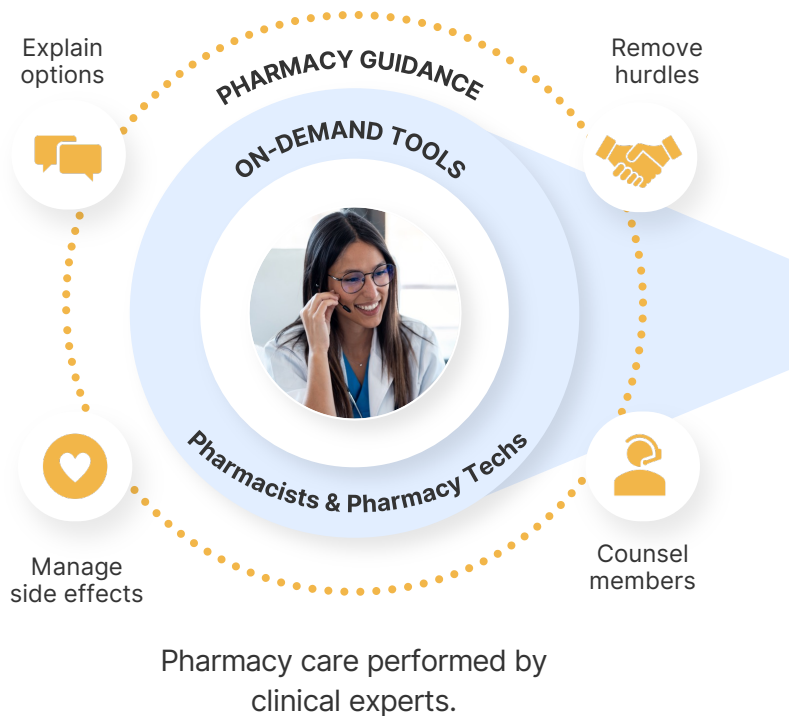 Explain
options
PHARMACY GUIDANCE
Remove
hurdles
ON-DEMAND TOOLS
Pharmacists & Pharmacy Techs
Manage
side effects
Counsel
members
Pharmacy care performed by
clinical experts.